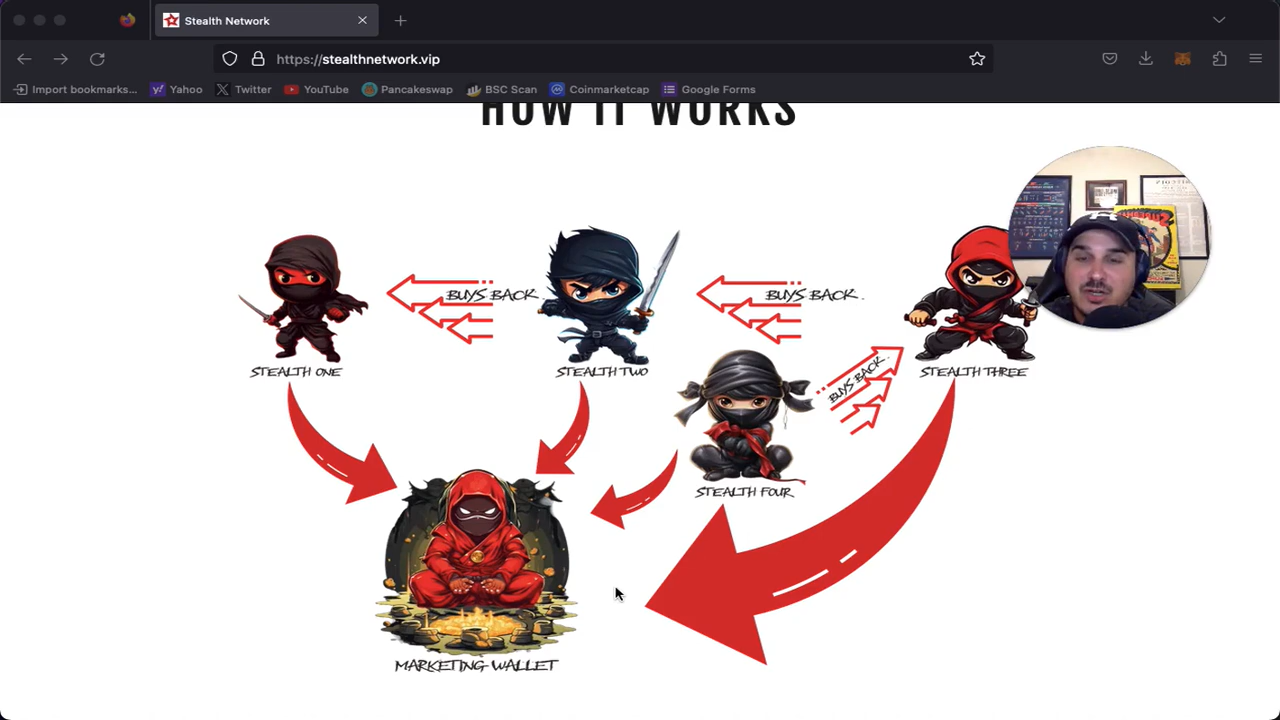 Stealth Network
https://stealthnetwork.vip
Import bookmarks...
Yahoo
Twitter
YouTube
Pancakeswap
BSC Scan
Coinmarketcap
Google Forms
HOW IT WORKS
BUYS BACK
BUYS BACK
BUYS BACK
STEALTH ONE
STEALTH TWO
STEALTH THREE
STEALTH FOUR
MARKETING WALLET